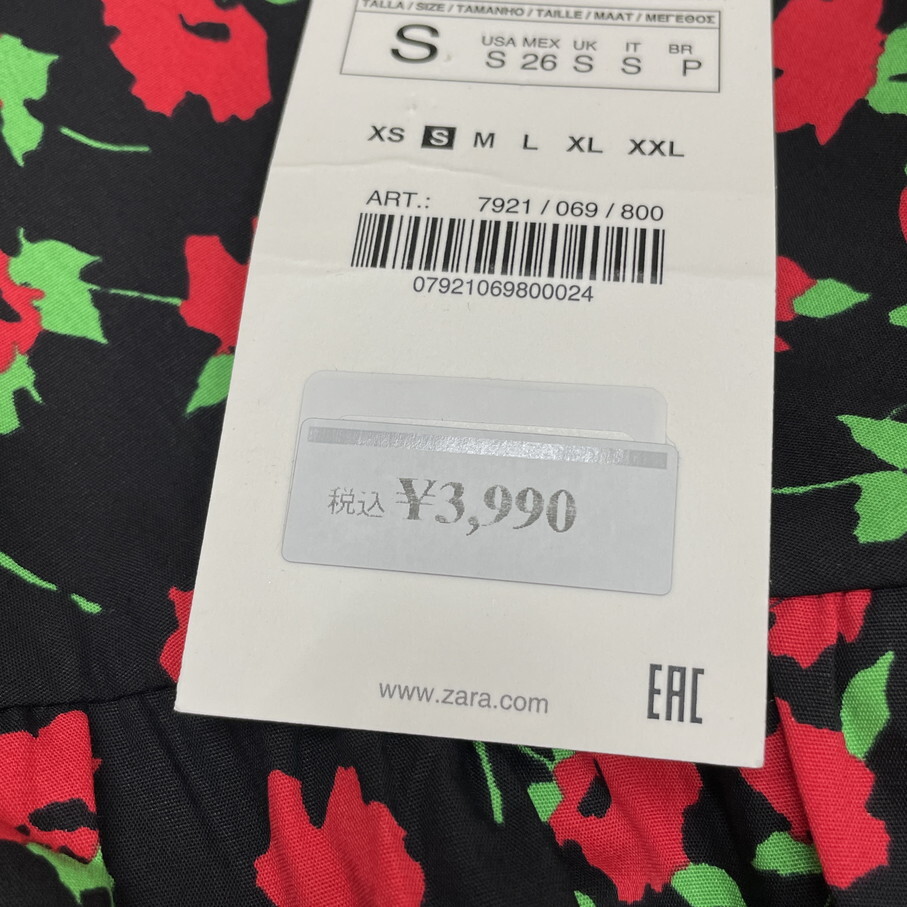 TALLA / SIZE / TAMANHO / TAILLE / MAAT / ΜΕΓΕΘΟΣ
S
USA MEX UK IT BR
S 26 S S P
XS S M L XL XXL
ART.: 7921 / 069 / 800
07921069800024
税込 ¥3,990
www.zara.com
EAC